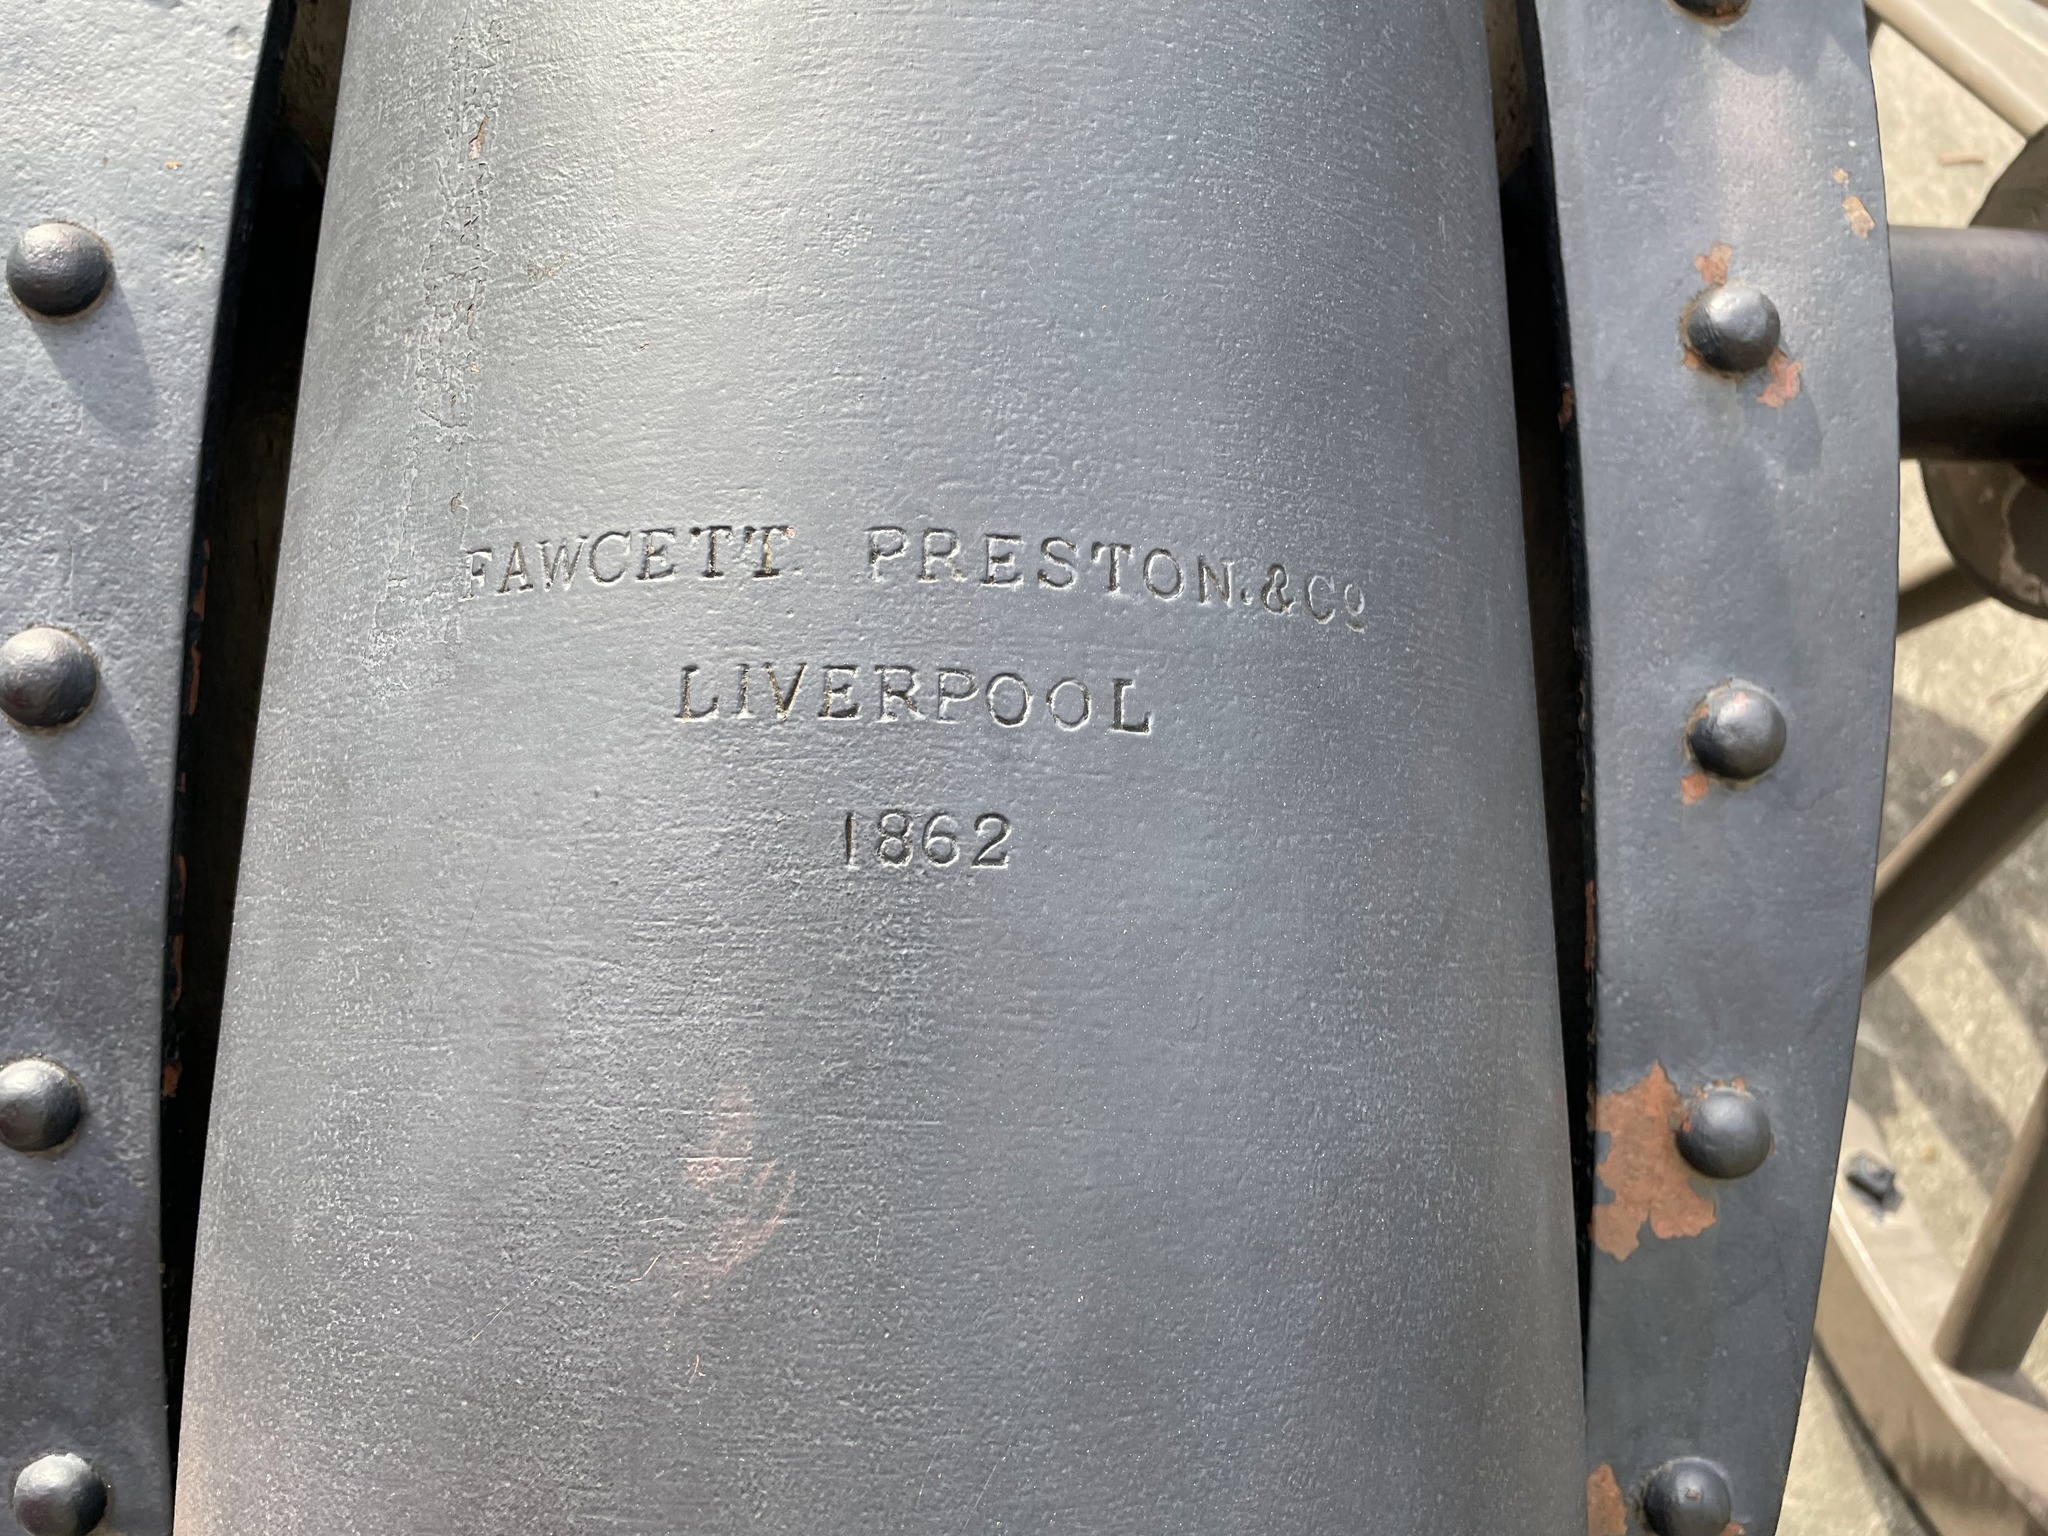 FAWCETT PRESTON.&Cº
LIVERPOOL
1862